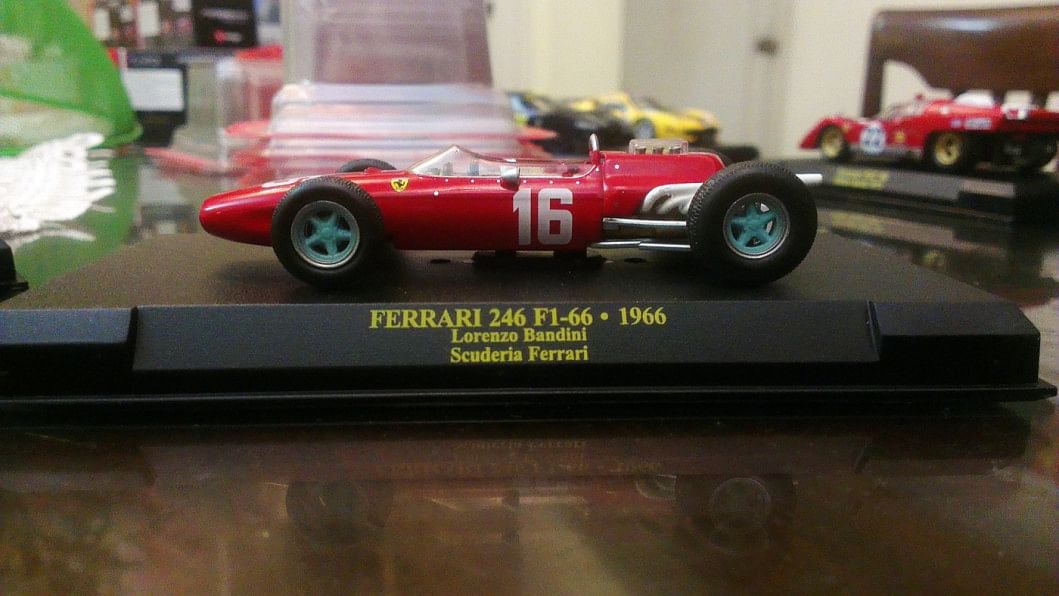 16
FERRARI 246 F1-66 • 1966
Lorenzo Bandini
Scuderia Ferrari